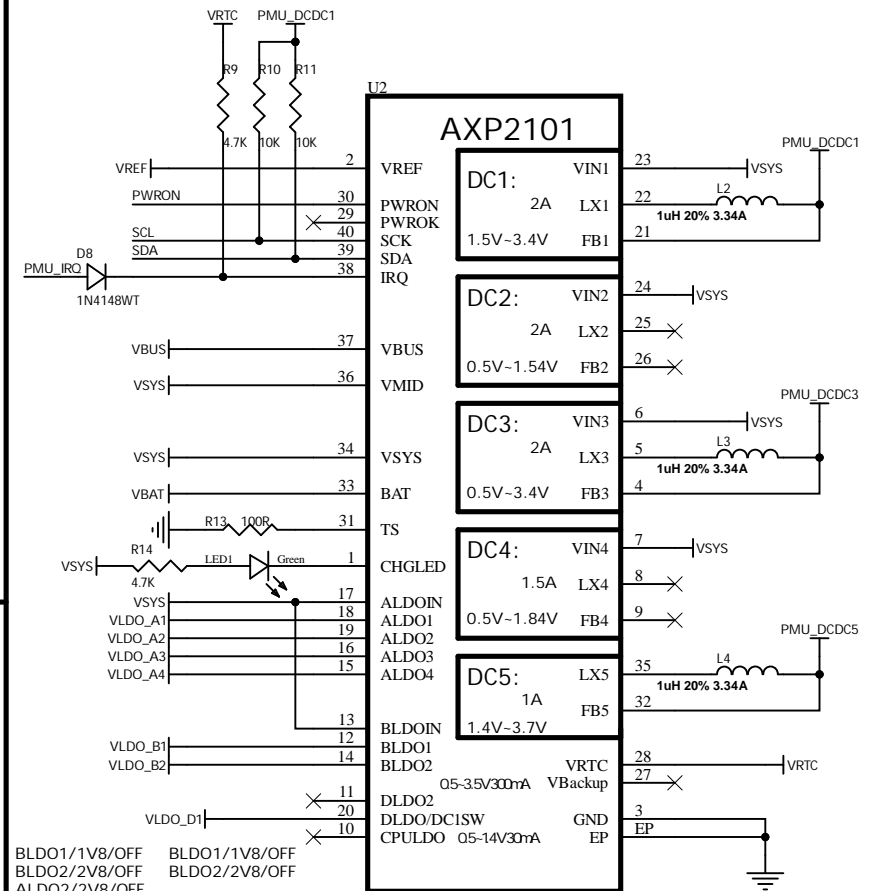 VRTC PMU_DCDC1
R9 R10 R11
4.7K 10K 10K
U2
AXP2101
VREF 2 VREF
PWRON 30 PWRON
29 PWROK
SCL 40 SCK
SDA 39 SDA
PMU_IRQ D8 38 IRQ
1N4148WT
VBUS 37 VBUS
VSYS 36 VMID
VSYS 34 VSYS
VBAT 33 BAT
R13 100R 31 TS
VSYS R14 4.7K LED1 Green 1 CHGLED
VSYS 17 ALDOIN
VLDO_A1 18 ALDO1
VLDO_A2 19 ALDO2
VLDO_A3 16 ALDO3
VLDO_A4 15 ALDO4
13 BLDOIN
VLDO_B1 12 BLDO1
VLDO_B2 14 BLDO2
11 DLDO2
VLDO_D1 20 DLDO/DC1SW
10 CPULDO
DC1:
2A
1.5V~3.4V
VIN1 23 VSYS
LX1 22 L2
1uH 20% 3.34A
FB1 21
PMU_DCDC1
DC2:
2A
0.5V~1.54V
VIN2 24 VSYS
LX2 25
FB2 26
DC3:
2A
0.5V~3.4V
VIN3 6 VSYS
LX3 5 L3
1uH 20% 3.34A
FB3 4
PMU_DCDC3
DC4:
1.5A
0.5V~1.84V
VIN4 7 VSYS
LX4 8
FB4 9
DC5:
1A
1.4V~3.7V
LX5 35 L4
1uH 20% 3.34A
FB5 32
PMU_DCDC5
VRTC 28 VRTC
0.5~3.5V300mA VBackup 27
GND 3
0.5~1.4V30mA EP EP
BLDO1/1V8/OFF BLDO1/1V8/OFF
BLDO2/2V8/OFF BLDO2/2V8/OFF
ALDO2/2V8/OFF